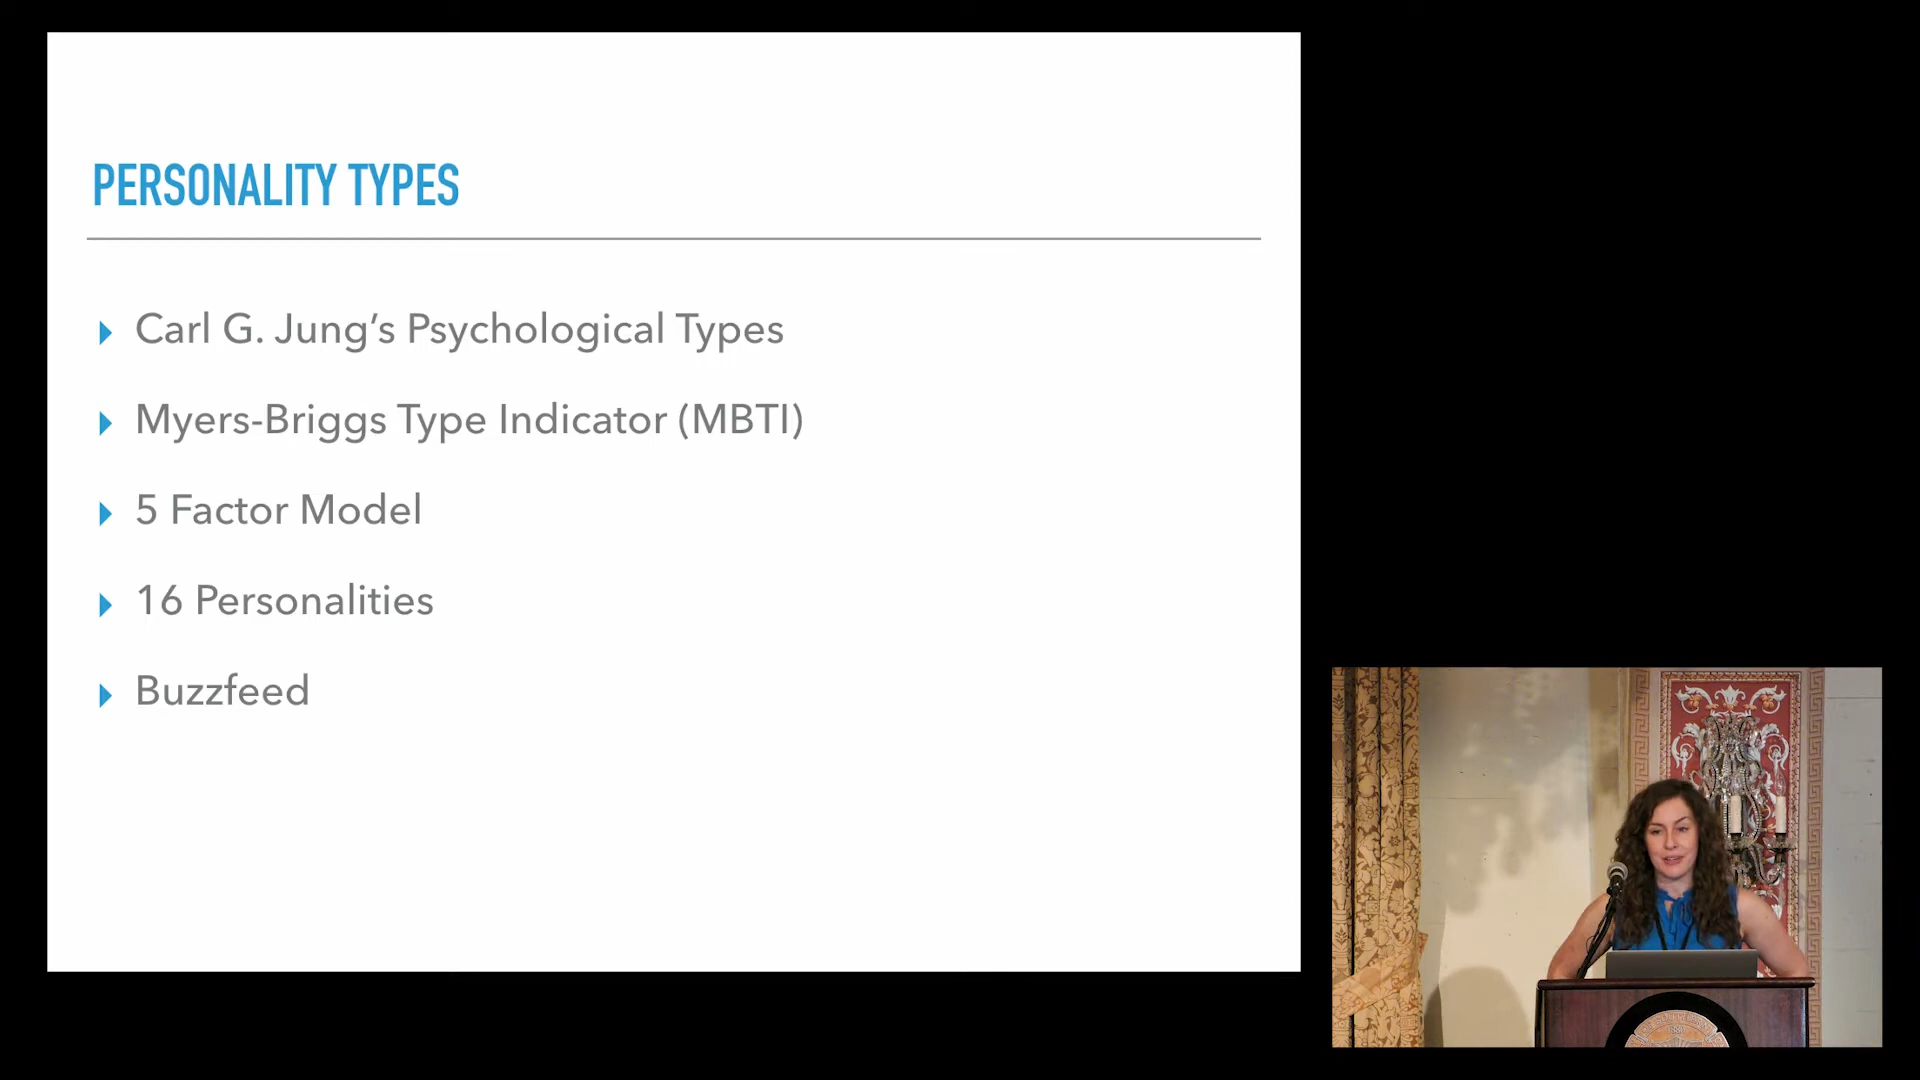 PERSONALITY TYPES
Carl G. Jung’s Psychological Types
Myers-Briggs Type Indicator (MBTI)
5 Factor Model
16 Personalities
Buzzfeed